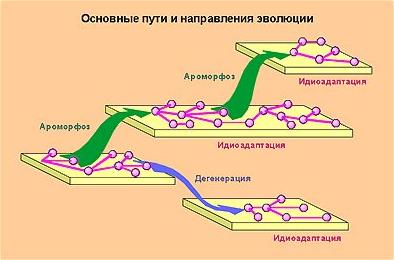 Основные пути и направления эволюции
Ароморфоз
Идиоадаптация
Ароморфоз
Идиоадаптация
Дегенерация
Идиоадаптация